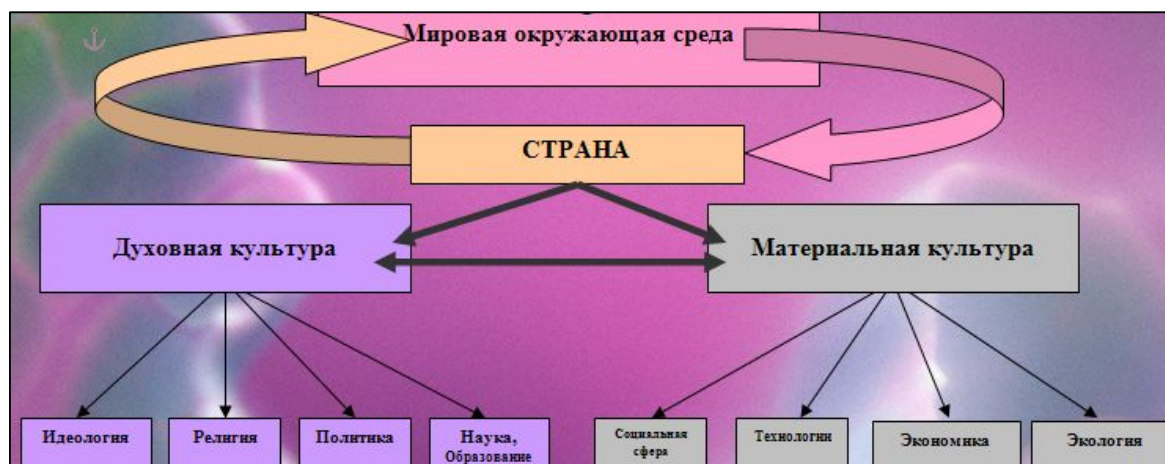 Мировая окружающая среда
СТРАНА
Духовная культура
Материальная культура
Идеология
Религия
Политика
Наука,
Образование
Социальная
сфера
Технологии
Экономика
Экология